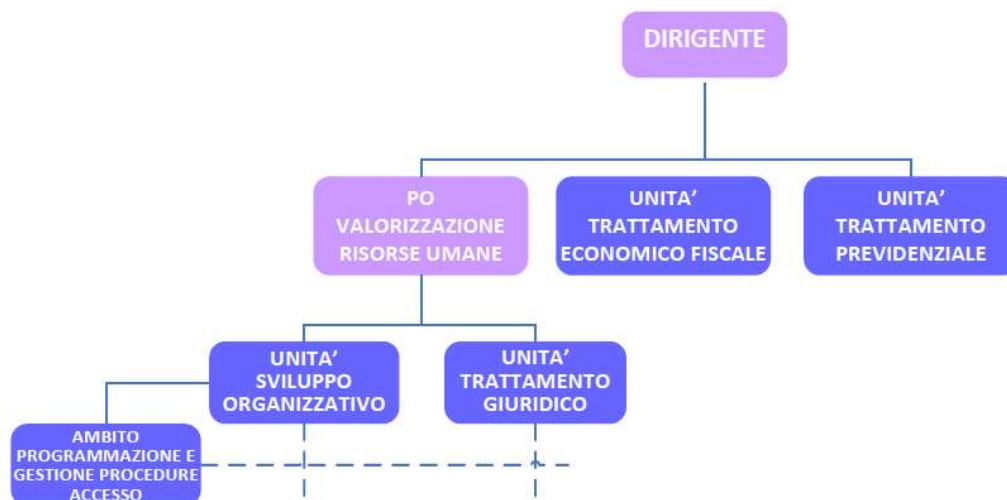 DIRIGENTE
PO
VALORIZZAZIONE
RISORSE UMANE
UNITA’
TRATTAMENTO
ECONOMICO FISCALE
UNITA’
TRATTAMENTO
PREVIDENZIALE
UNITA’
SVILUPPO
ORGANIZZATIVO
UNITA’
TRATTAMENTO
GIURIDICO
AMBITO
PROGRAMMAZIONE E
GESTIONE PROCEDURE
ACCESSO